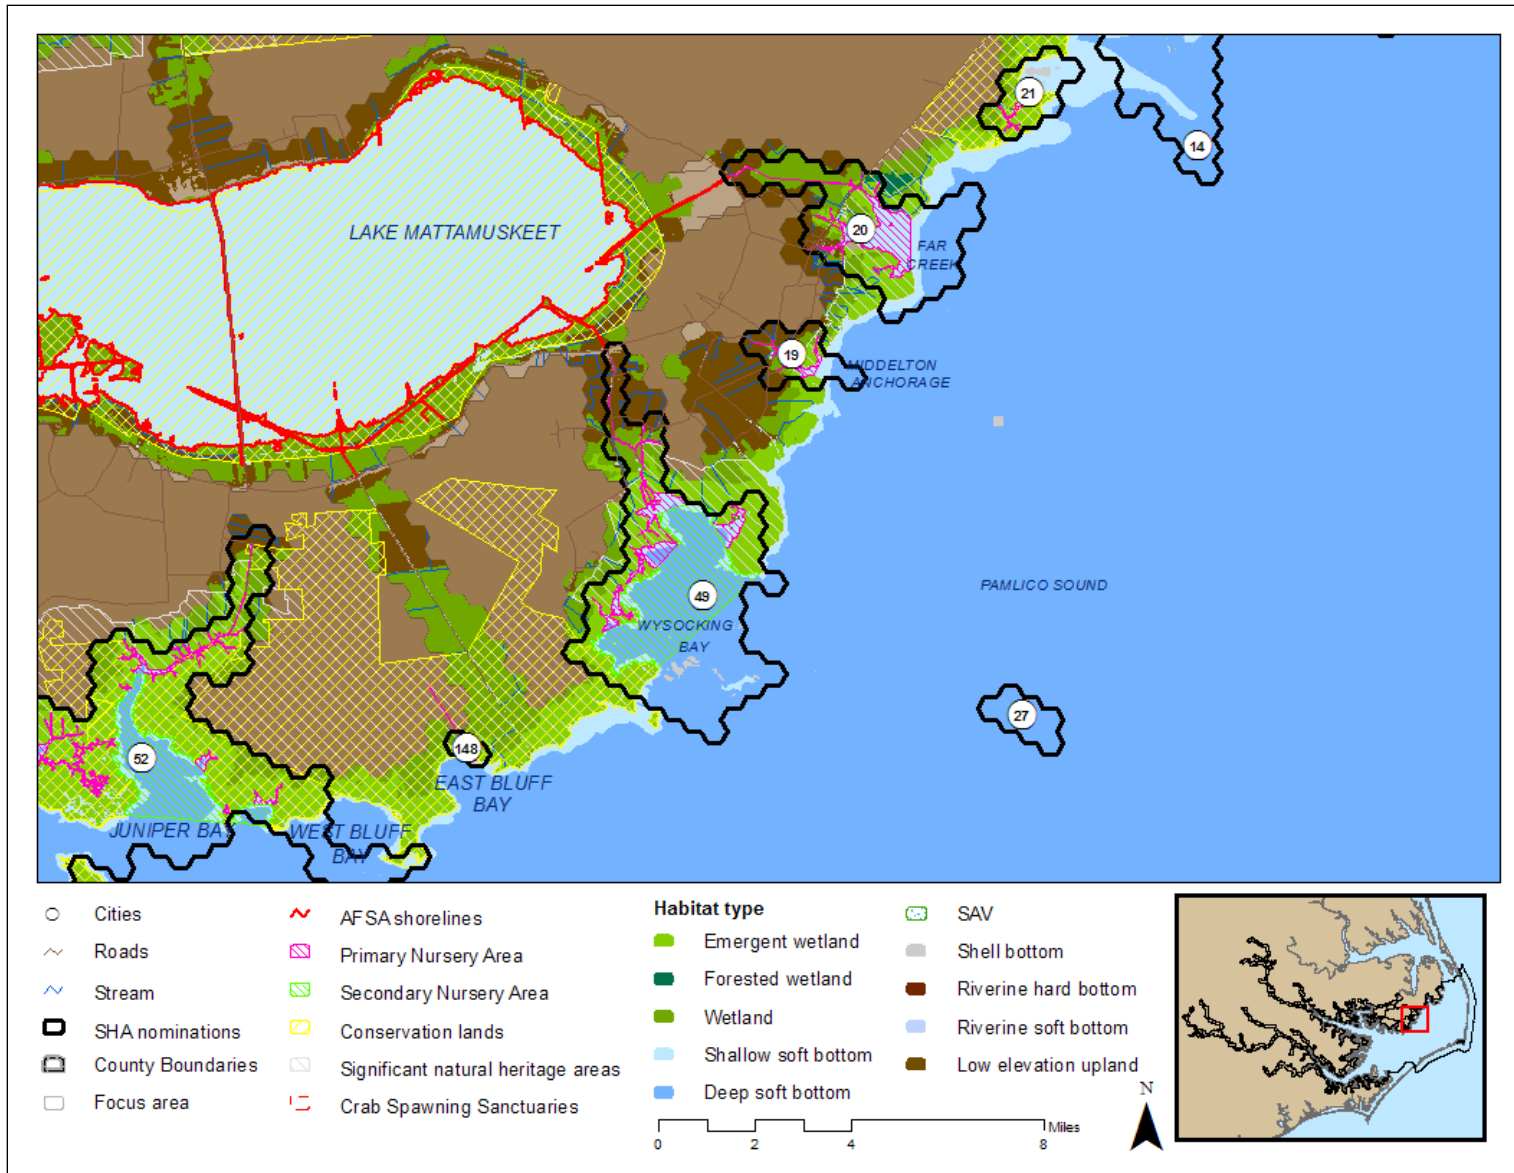 21
14
LAKE MATTAMUSKEET
20
FAR
CREEK
19
MIDDELTON
ANCHORAGE
PAMLICO SOUND
49
WYSOCKING
BAY
27
148
52
EAST BLUFF
BAY
JUNIPER BAY
WEST BLUFF
BAY
Cities
Roads
Stream
SHA nominations
County Boundaries
Focus area
AFSA shorelines
Primary Nursery Area
Secondary Nursery Area
Conservation lands
Significant natural heritage areas
Crab Spawning Sanctuaries
Habitat type
Emergent wetland
Forested wetland
Wetland
Shallow soft bottom
Deep soft bottom
SAV
Shell bottom
Riverine hard bottom
Riverine soft bottom
Low elevation upland
N
Miles
0 2 4 8